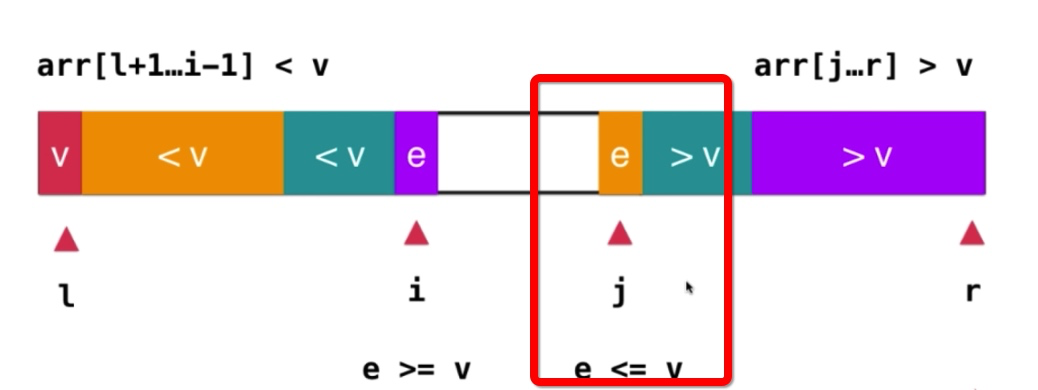 arr[l+1…i-1] < v arr[j…r] > v
v < v < v e e > v > v
l i j r
e >= v e <= v